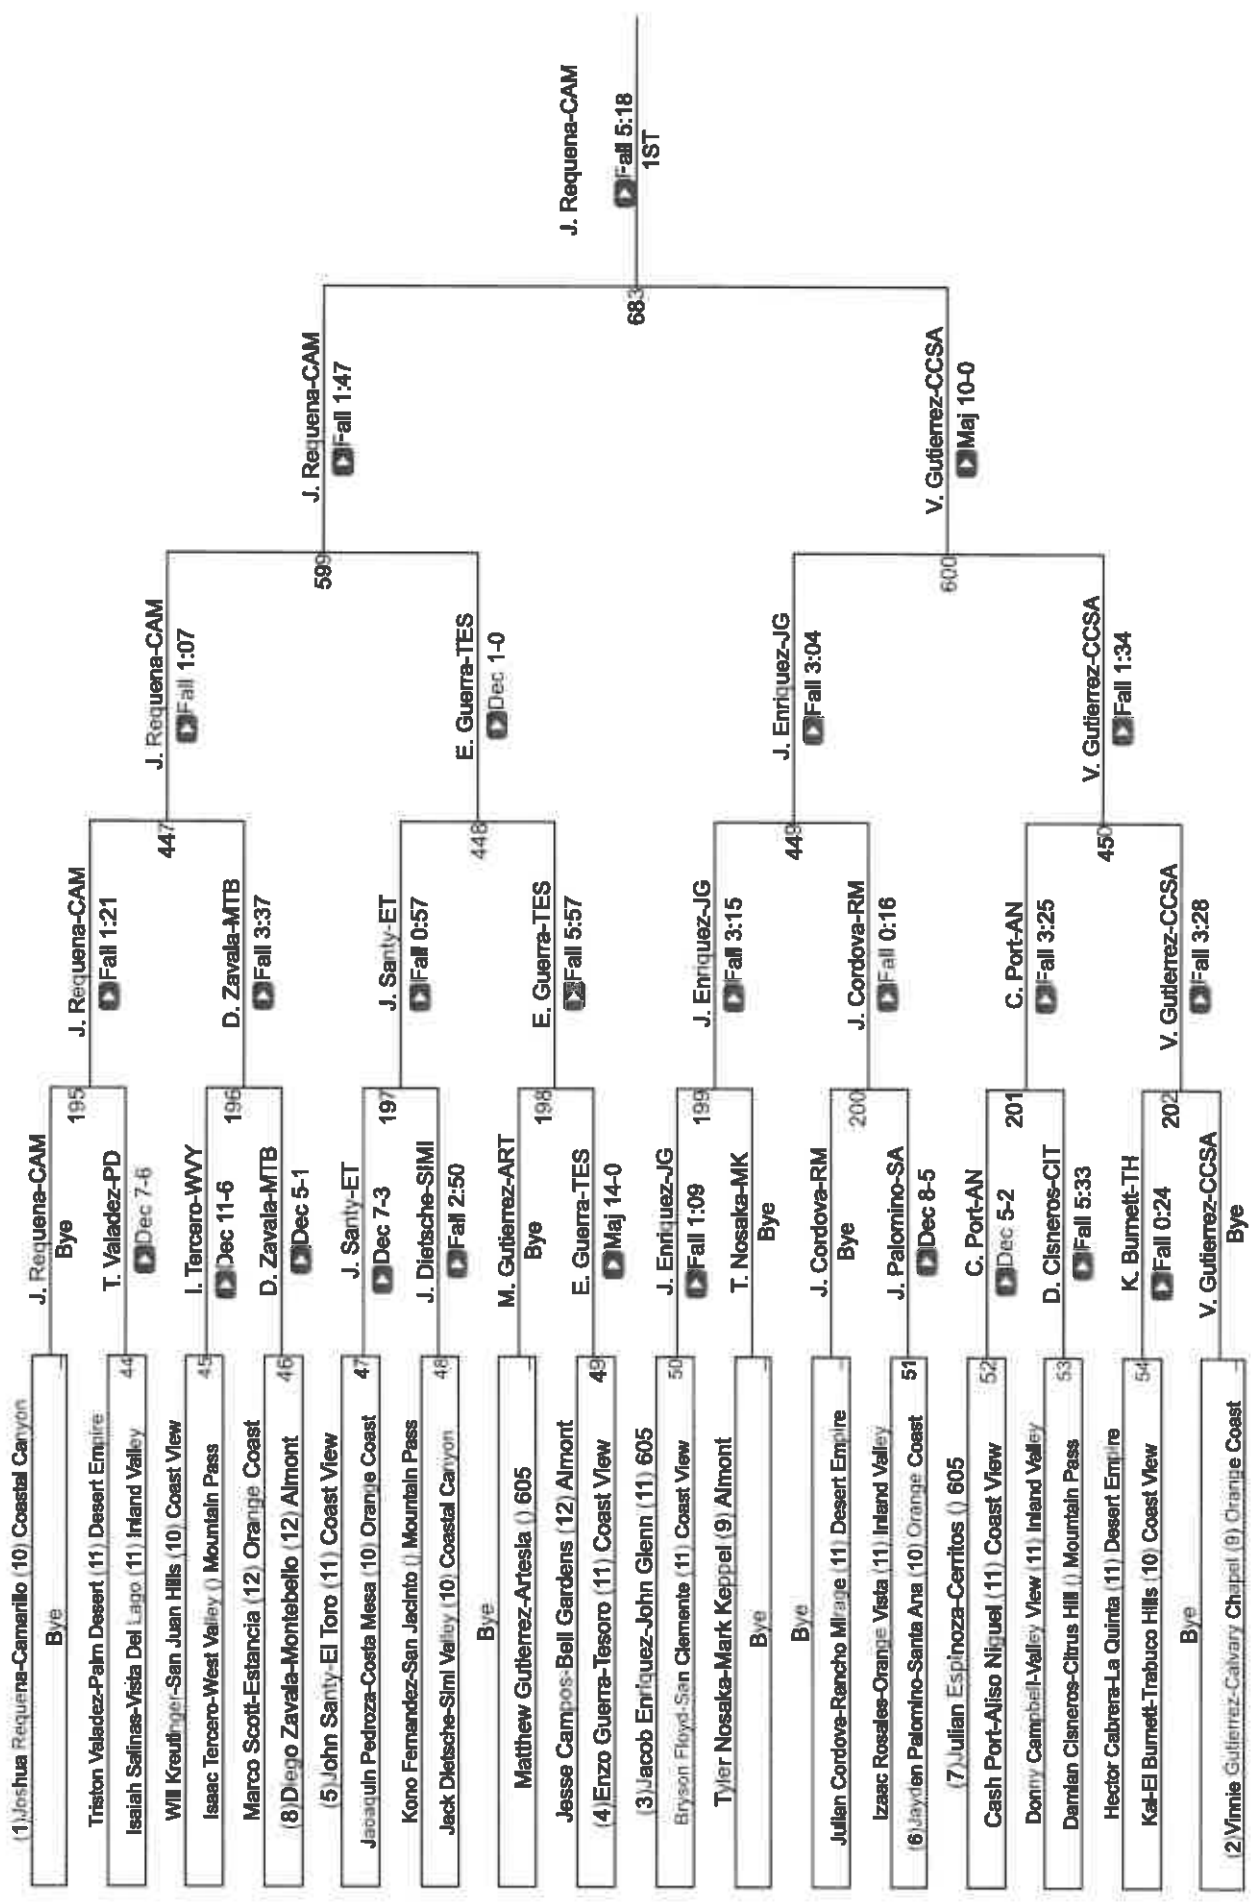 (1)Joshua Requena-Camarillo (10) Coastal Canyon
Bye
Triston Valadez-Palm Desert (11) Desert Empire
Isaiah Salinas-Vista Del Lago (11) Inland Valley
44
Will Kreutinger-San Juan Hills (10) Coast View
Isaac Tercero-West Valley () Mountain Pass
45
Marco Scott-Estancia (12) Orange Coast
(8)Diego Zavala-Montebello (12) Almont
46
(5)John Santy-El Toro (11) Coast View
Jaoaquin Pedroza-Costa Mesa (10) Orange Coast
47
Kono Fernandez-San Jacinto () Mountain Pass
Jack Dietsche-Simi Valley (10) Coastal Canyon
48
Bye
Matthew Gutierrez-Artesia () 605
Jesse Campos-Bell Gardens (12) Almont
(4)Enzo Guerra-Tesoro (11) Coast View
49
(3)Jacob Enriquez-John Glenn (11) 605
Bryson Floyd-San Clemente (11) Coast View
50
Tyler Nosaka-Mark Keppel (9) Almont
Bye
Bye
Julian Cordova-Rancho Mirage (11) Desert Empire
Izaac Rosales-Orange Vista (11) Inland Valley
(6)Jayden Palomino-Santa Ana (10) Orange Coast
51
(7)Julian Espinoza-Cerritos () 605
Cash Port-Aliso Niguel (11) Coast View
52
Donny Campbell-Valley View (11) Inland Valley
Damian Cisneros-Citrus Hill () Mountain Pass
53
Hector Cabrera-La Quinta (11) Desert Empire
Kal-El Burnett-Trabuco Hills (10) Coast View
54
Bye
(2)Vinnie Gutierrez-Calvary Chapel (9) Orange Coast
J. Requena-CAM
Bye
195
T. Valadez-PD
Dec 7-6
I. Tercero-WVY
Dec 11-6
196
D. Zavala-MTB
Dec 5-1
J. Santy-ET
Dec 7-3
197
J. Dietsche-SIMI
Fall 2:50
M. Gutierrez-ART
Bye
198
E. Guerra-TES
Maj 14-0
J. Enriquez-JG
Fall 1:09
199
T. Nosaka-MK
Bye
J. Cordova-RM
Bye
200
J. Palomino-SA
Dec 8-5
C. Port-AN
Dec 5-2
201
D. Cisneros-CIT
Fall 5:33
K. Burnett-TH
Fall 0:24
202
V. Gutierrez-CCSA
Bye
J. Requena-CAM
Fall 1:21
447
D. Zavala-MTB
Fall 3:37
J. Santy-ET
Fall 0:57
448
E. Guerra-TES
Fall 5:57
J. Enriquez-JG
Fall 3:15
449
J. Cordova-RM
Fall 0:16
C. Port-AN
Fall 3:25
450
V. Gutierrez-CCSA
Fall 3:28
J. Requena-CAM
Fall 1:07
599
E. Guerra-TES
Dec 1-0
J. Enriquez-JG
Fall 3:04
600
V. Gutierrez-CCSA
Fall 1:34
J. Requena-CAM
Fall 1:47
683
V. Gutierrez-CCSA
Maj 10-0
J. Requena-CAM
Fall 5:18
1ST